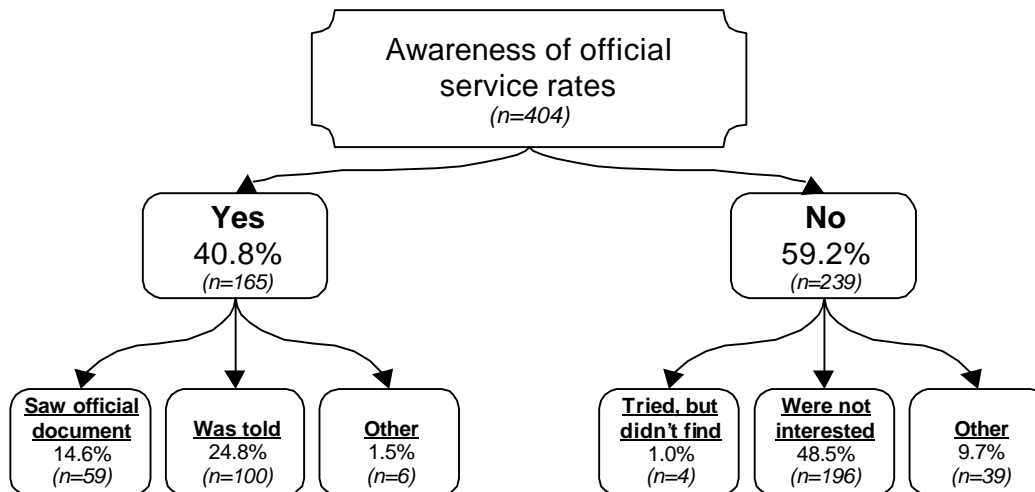 Awareness of official
service rates
(n=404)
Yes
40.8%
(n=165)
No
59.2%
(n=239)
Saw official
document
14.6%
(n=59)
Was told
24.8%
(n=100)
Other
1.5%
(n=6)
Tried, but
didn't find
1.0%
(n=4)
Were not
interested
48.5%
(n=196)
Other
9.7%
(n=39)